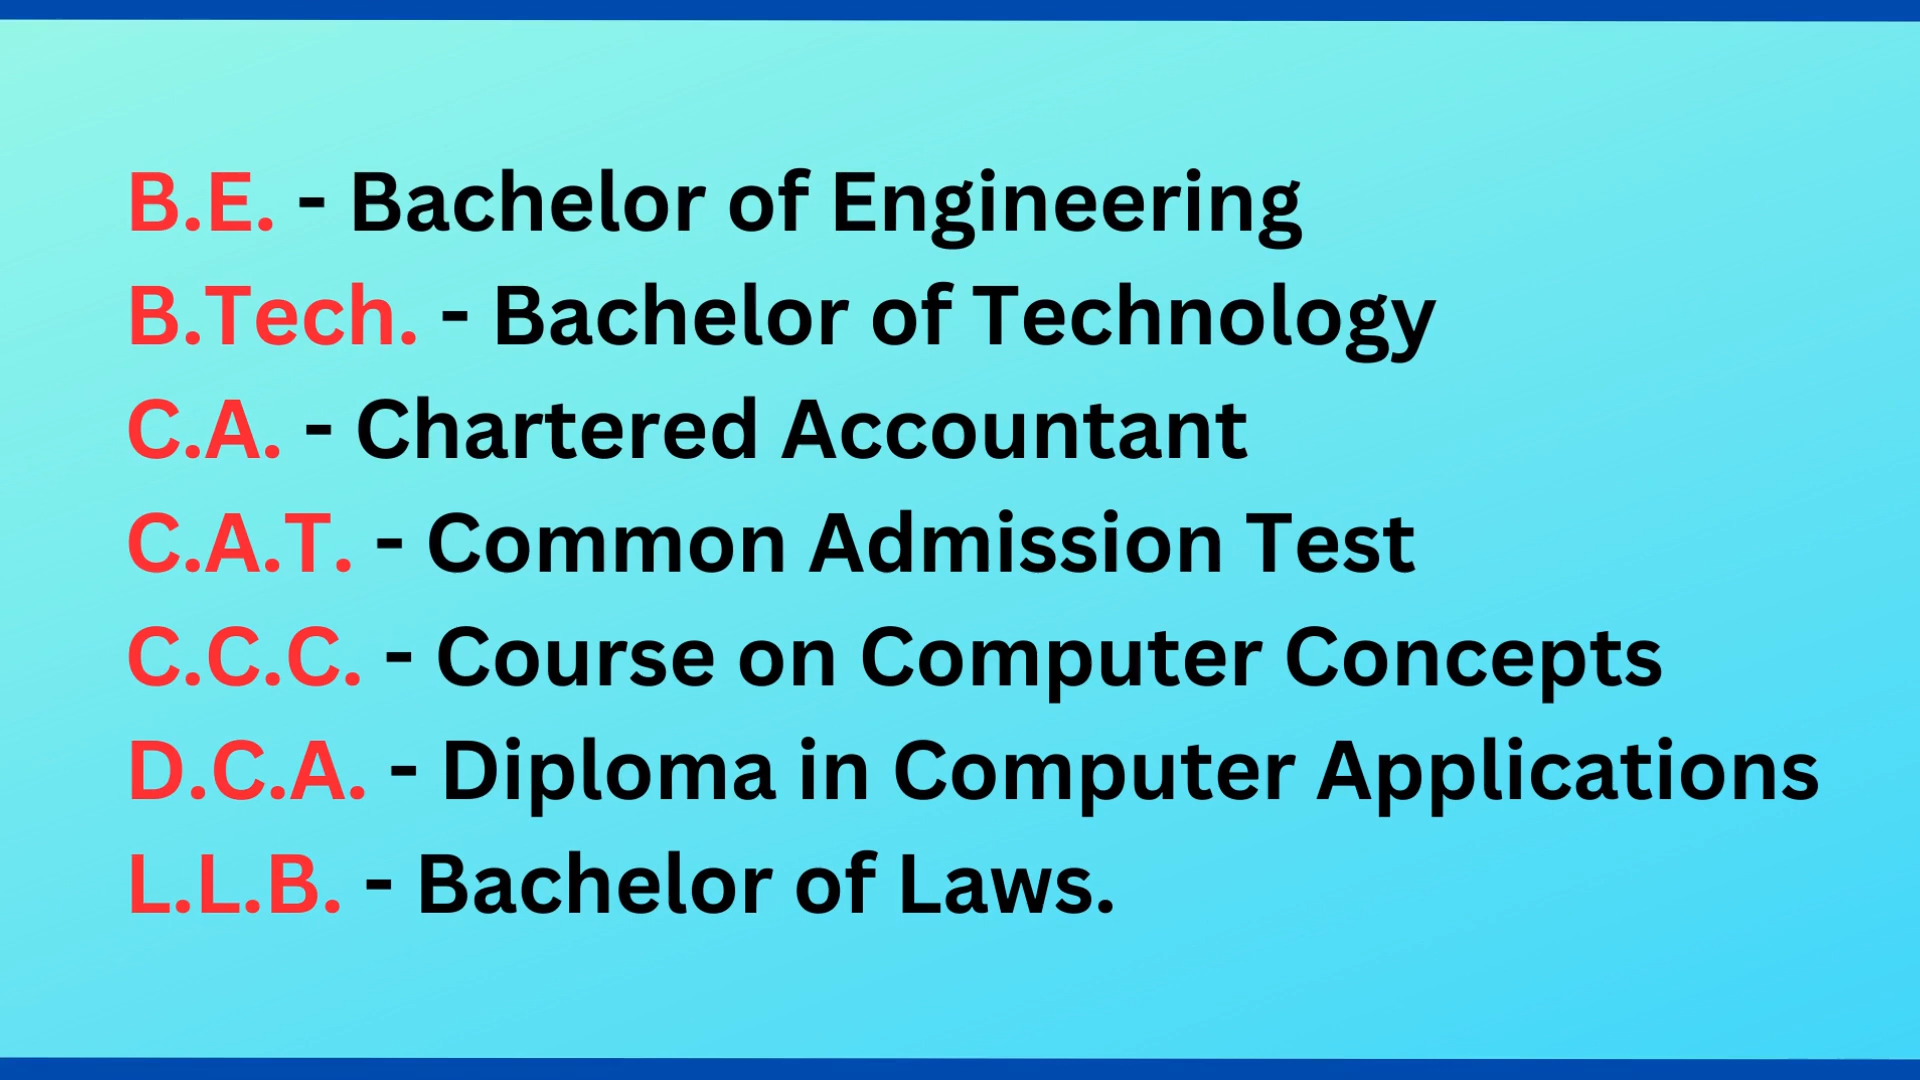 B.E. - Bachelor of Engineering
B.Tech. - Bachelor of Technology
C.A. - Chartered Accountant
C.A.T. - Common Admission Test
C.C.C. - Course on Computer Concepts
D.C.A. - Diploma in Computer Applications
L.L.B. - Bachelor of Laws.